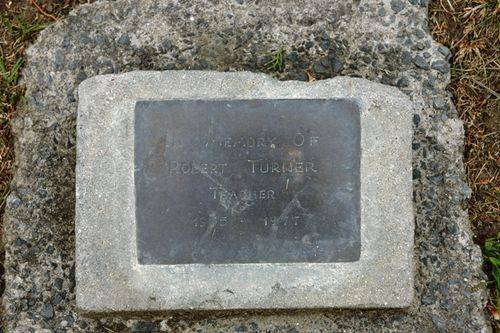 IN MEMORY OF
ROBERT TURNER
TEACHER